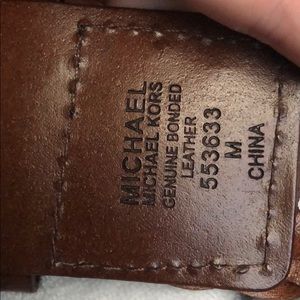 MICHAEL
MICHAEL KORS
GENUINE BONDED
LEATHER
553633
M
CHINA